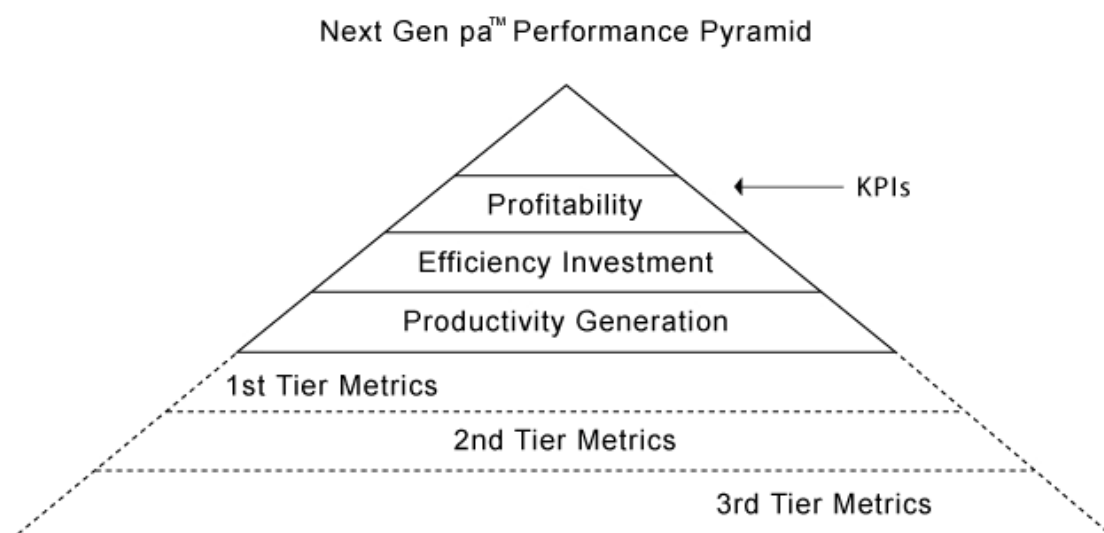 Next Gen pa™ Performance Pyramid
KPIs
Profitability
Efficiency Investment
Productivity Generation
1st Tier Metrics
2nd Tier Metrics
3rd Tier Metrics